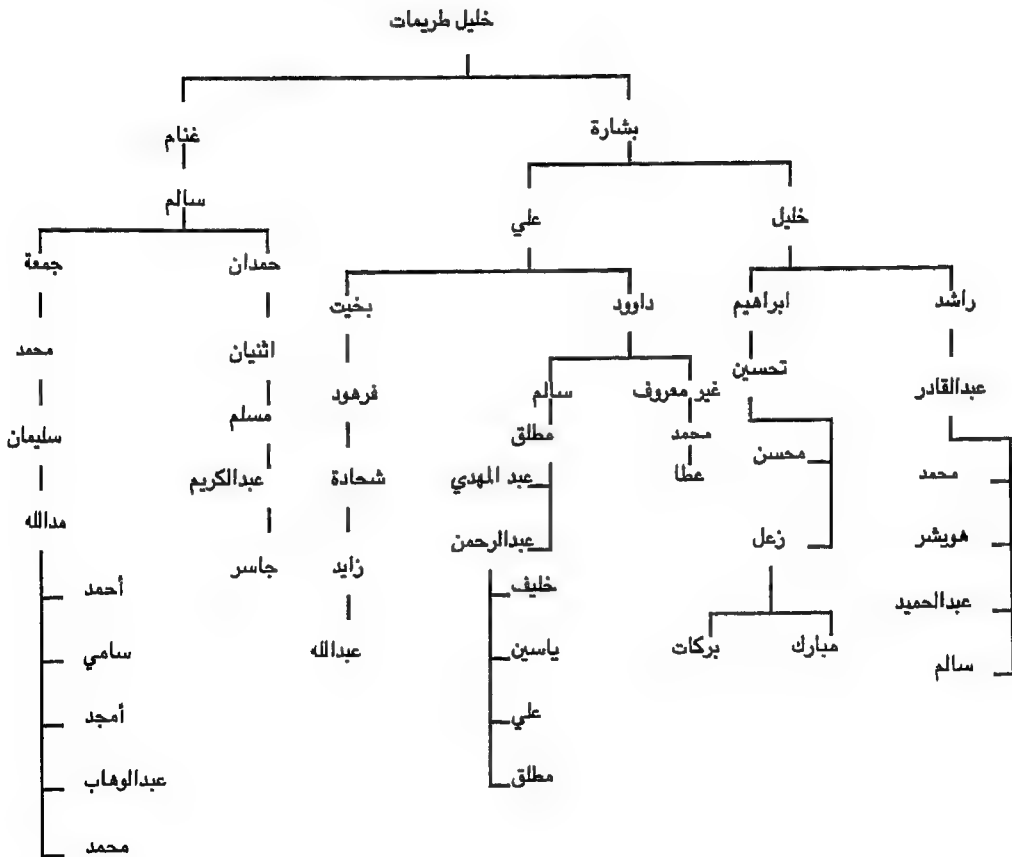 خليل طريمات
بشارة
غنام
خليل
علي
سالم
راشد
ابراهيم
داوود
بخيت
حمدان
جمعة
عبدالقادر
تحسين
غير معروف
سالم
فرهود
اثنيان
محمد
محمد
مطلق
مسلم
سليمان
محمد
محسن
عطا
عبد المهدي
شحادة
عبدالكريم
مدالله
هويشر
زعل
عبدالرحمن
زايد
جاسر
أحمد
عبدالحميد
خليف
سالم
مبارك
بركات
ياسين
عبدالله
سامي
علي
أمجد
مطلق
عبدالوهاب
محمد